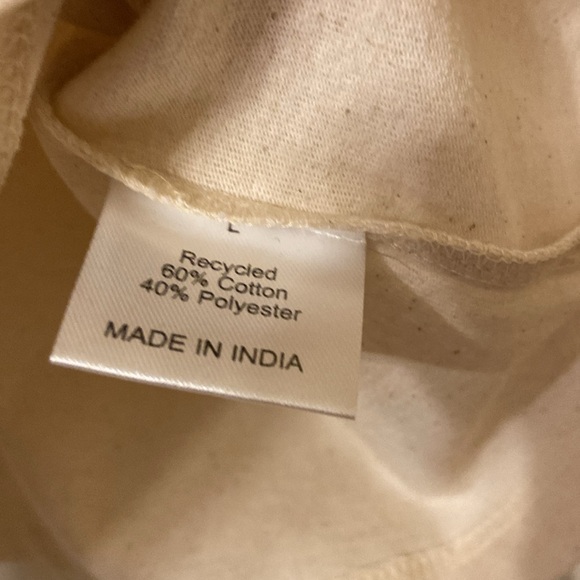 L
Recycled
60% Cotton
40% Polyester
MADE IN INDIA